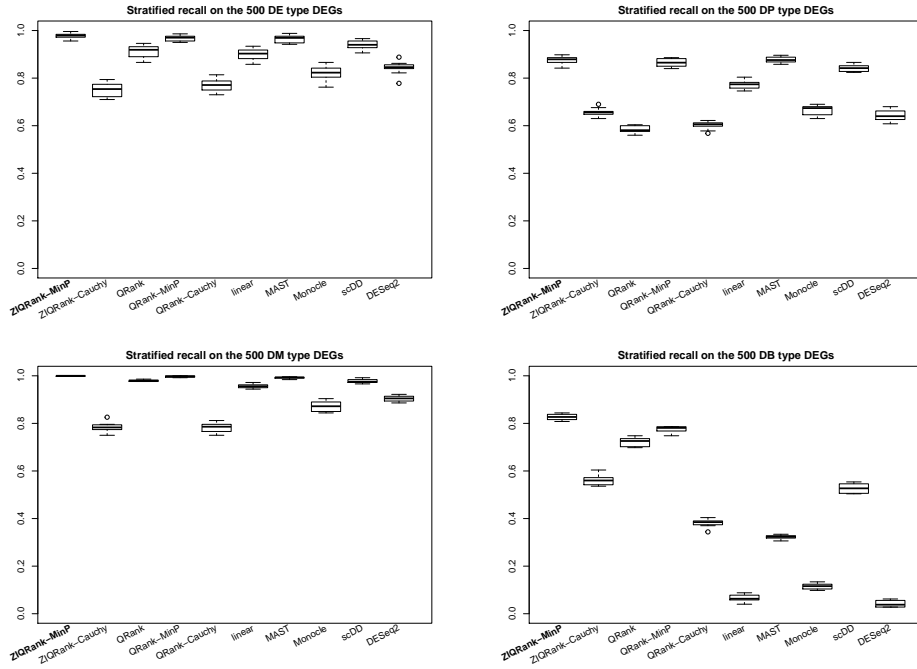 Stratified recall on the 500 DE type DEGs
1.0
0.8
0.6
0.4
0.2
0.0
ZIQRank−MinP
ZIQRank−Cauchy
QRank
QRank−MinP
QRank−Cauchy
linear
MAST
Monocle
scDD
DESeq2
Stratified recall on the 500 DP type DEGs
1.0
0.8
0.6
0.4
0.2
0.0
ZIQRank−MinP
ZIQRank−Cauchy
QRank
QRank−MinP
QRank−Cauchy
linear
MAST
Monocle
scDD
DESeq2
Stratified recall on the 500 DM type DEGs
1.0
0.8
0.6
0.4
0.2
0.0
ZIQRank−MinP
ZIQRank−Cauchy
QRank
QRank−MinP
QRank−Cauchy
linear
MAST
Monocle
scDD
DESeq2
Stratified recall on the 500 DB type DEGs
1.0
0.8
0.6
0.4
0.2
0.0
ZIQRank−MinP
ZIQRank−Cauchy
QRank
QRank−MinP
QRank−Cauchy
linear
MAST
Monocle
scDD
DESeq2